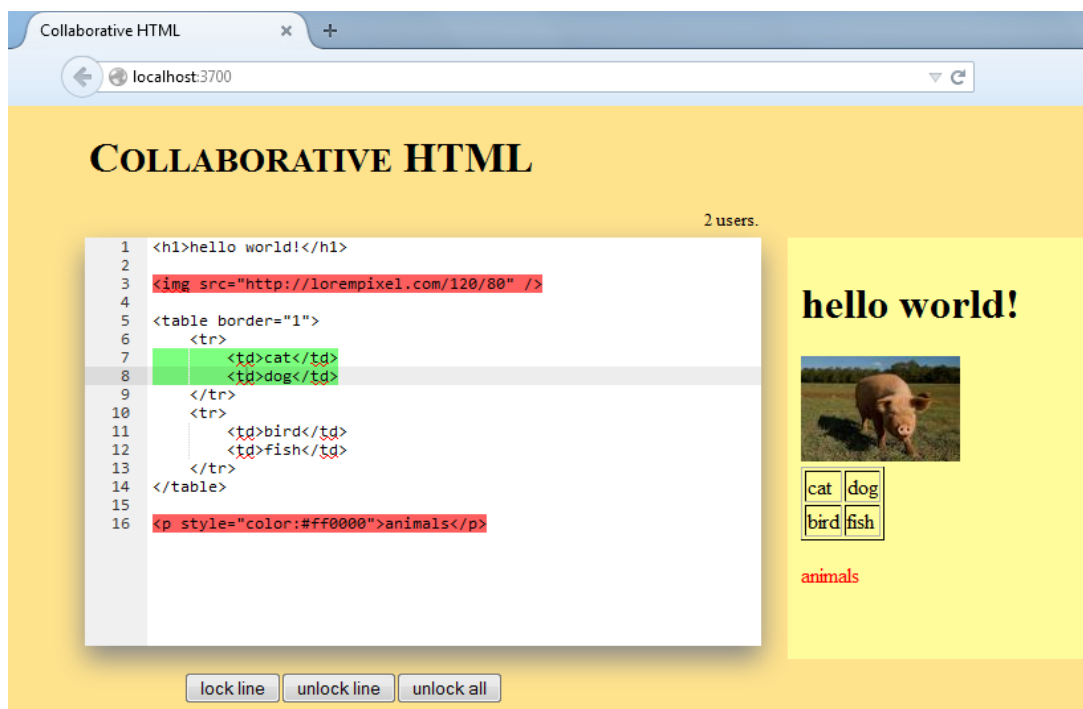 Collaborative HTML
localhost:3700
COLLABORATIVE HTML
2 users.
1 <h1>hello world!</h1>
2
3 <img src="http://lorempixel.com/120/80" />
4
5 <table border="1">
6 <tr>
7 <td>cat</td>
8 <td>dog</td>
9 </tr>
10 <tr>
11 <td>bird</td>
12 <td>fish</td>
13 </tr>
14 </table>
15
16 <p style="color:#ff0000">animals</p>
hello world!
cat dog
bird fish
animals
lock line unlock line unlock all